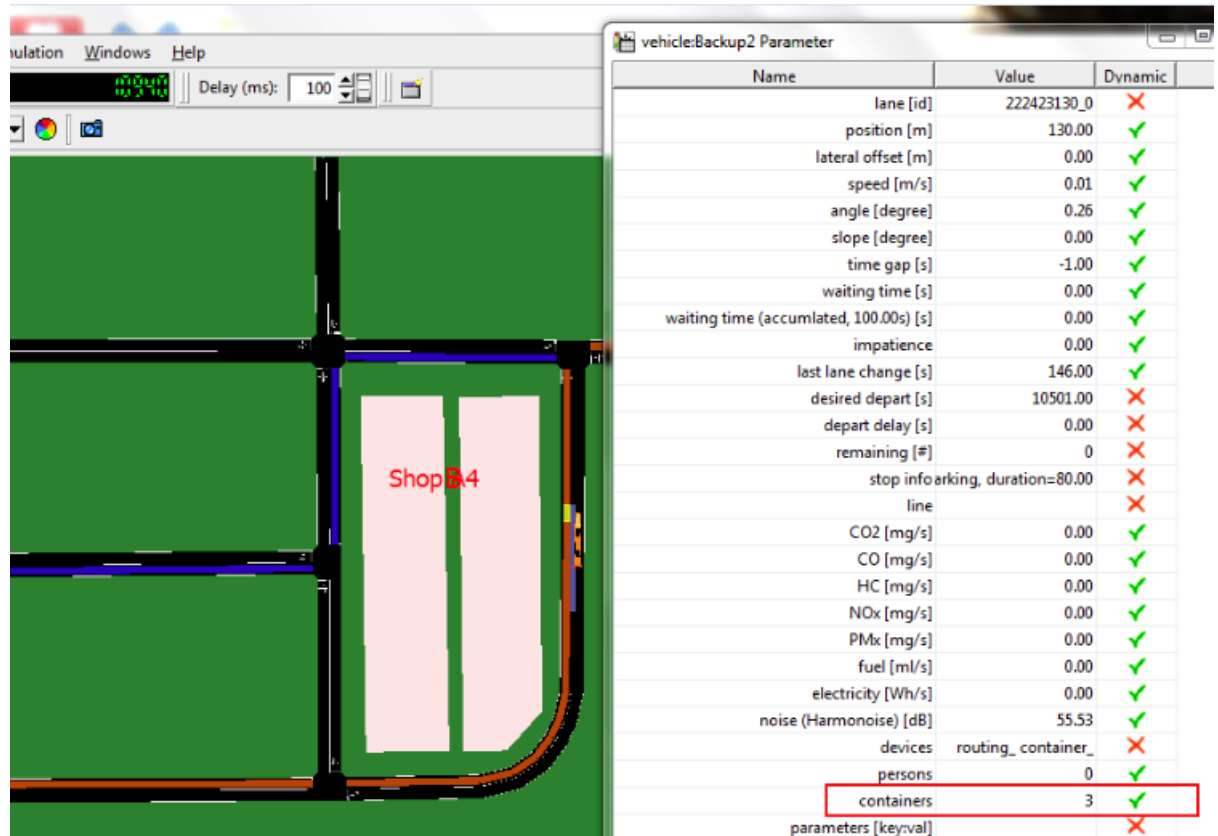 ulation Windows Help
10940 Delay (ms): 100
Shop
4
vehicle:Backup2 Parameter
Name Value Dynamic
lane [id] 222423130_0
position [m] 130.00
lateral offset [m] 0.00
speed [m/s] 0.01
angle [degree] 0.26
slope [degree] 0.00
time gap [s] -1.00
waiting time [s] 0.00
waiting time (accumlated, 100.00s) [s] 0.00
impatience 0.00
last lane change [s] 146.00
desired depart [s] 10501.00
depart delay [s] 0.00
remaining [#] 0
stop info arking, duration=80.00
line
CO2 [mg/s] 0.00
CO [mg/s] 0.00
HC [mg/s] 0.00
NOx [mg/s] 0.00
PMx [mg/s] 0.00
fuel [ml/s] 0.00
electricity [Wh/s] 0.00
noise (Harmonoise) [dB] 55.53
devices routing_ container_
persons 0
containers 3
parameters [key:val]